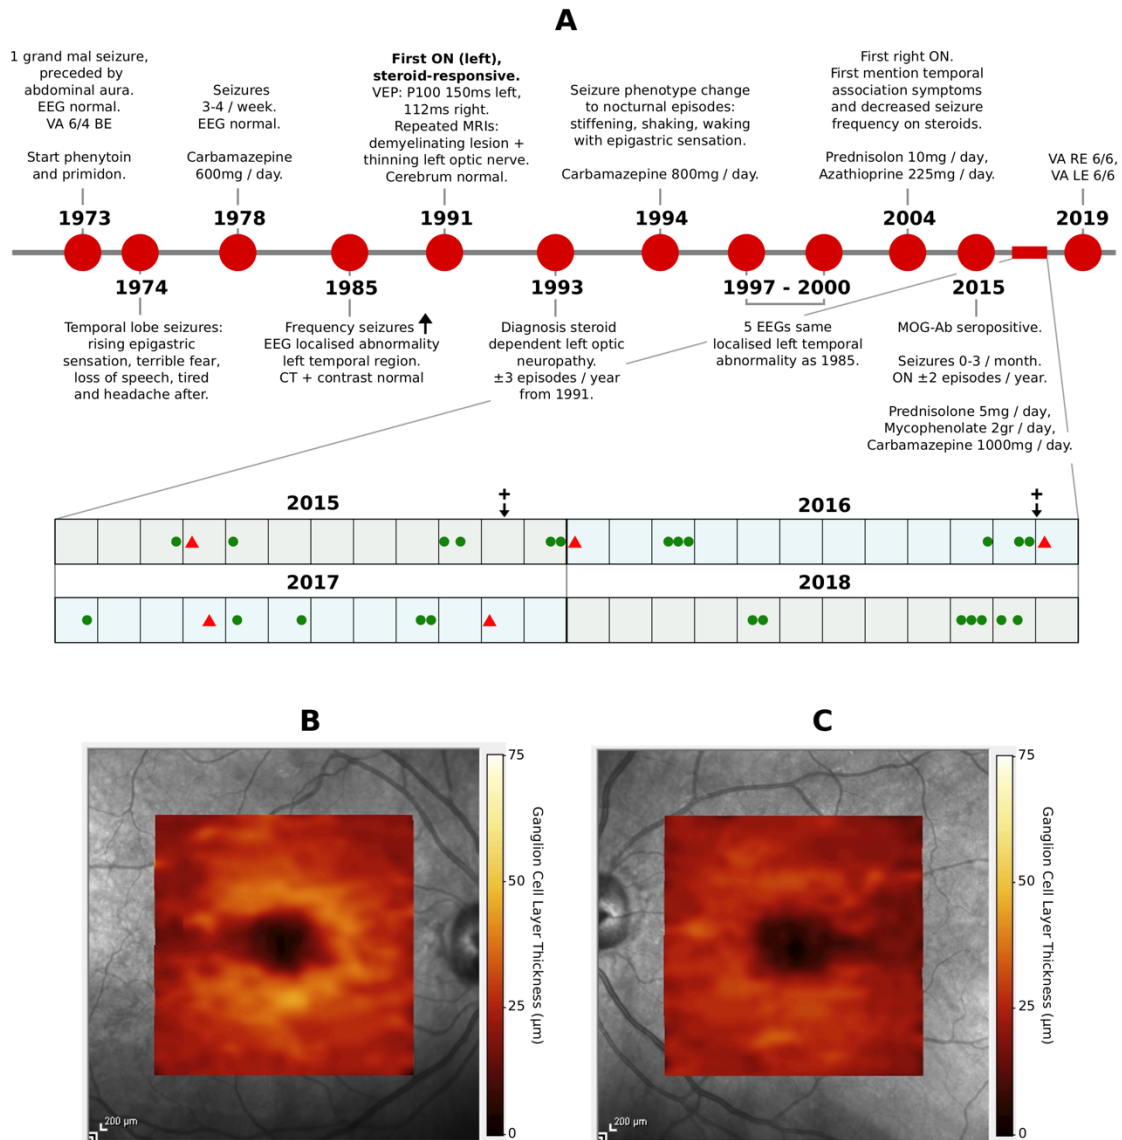 A
1 grand mal seizure,
preceded by
abdominal aura.
EEG normal.
VA 6/4 BE
Start phenytoin
and primidon.
Seizures
3-4 / week.
EEG normal.
Carbamazepine
600mg / day.
First ON (left),
steroid-responsive.
VEP: P100 150ms left,
112ms right.
Repeated MRIs:
demyelinating lesion +
thinning left optic nerve.
Cerebrum normal.
Seizure phenotype change
to nocturnal episodes:
stiffening, shaking, waking
with epigastric sensation.
Carbamazepine 800mg / day.
First right ON.
First mention temporal
association symptoms
and decreased seizure
frequency on steroids.
Prednisolon 10mg / day,
Azathioprine 225mg / day.
VA RE 6/6,
VA LE 6/6
1973
1978
1991
1994
2004
2019
1974
1985
1993
1997 - 2000
2015
Temporal lobe seizures:
rising epigastric
sensation, terrible fear,
loss of speech, tired
and headache after.
Frequency seizures
EEG localised abnormality
left temporal region.
CT + contrast normal
Diagnosis steroid
dependent left optic
neuropathy.
±3 episodes / year
from 1991.
5 EEGs same
localised left temporal
abnormality as 1985.
MOG-Ab seropositive.
Seizures 0-3 / month.
ON ±2 episodes / year.
Prednisolone 5mg / day,
Mycophenolate 2gr / day,
Carbamazepine 1000mg / day.
2015
+
2016
+
2017
2018
B
75
50
25
0
Ganglion Cell Layer Thickness (μm)
200 μm
C
75
50
25
0
Ganglion Cell Layer Thickness (μm)
200 μm